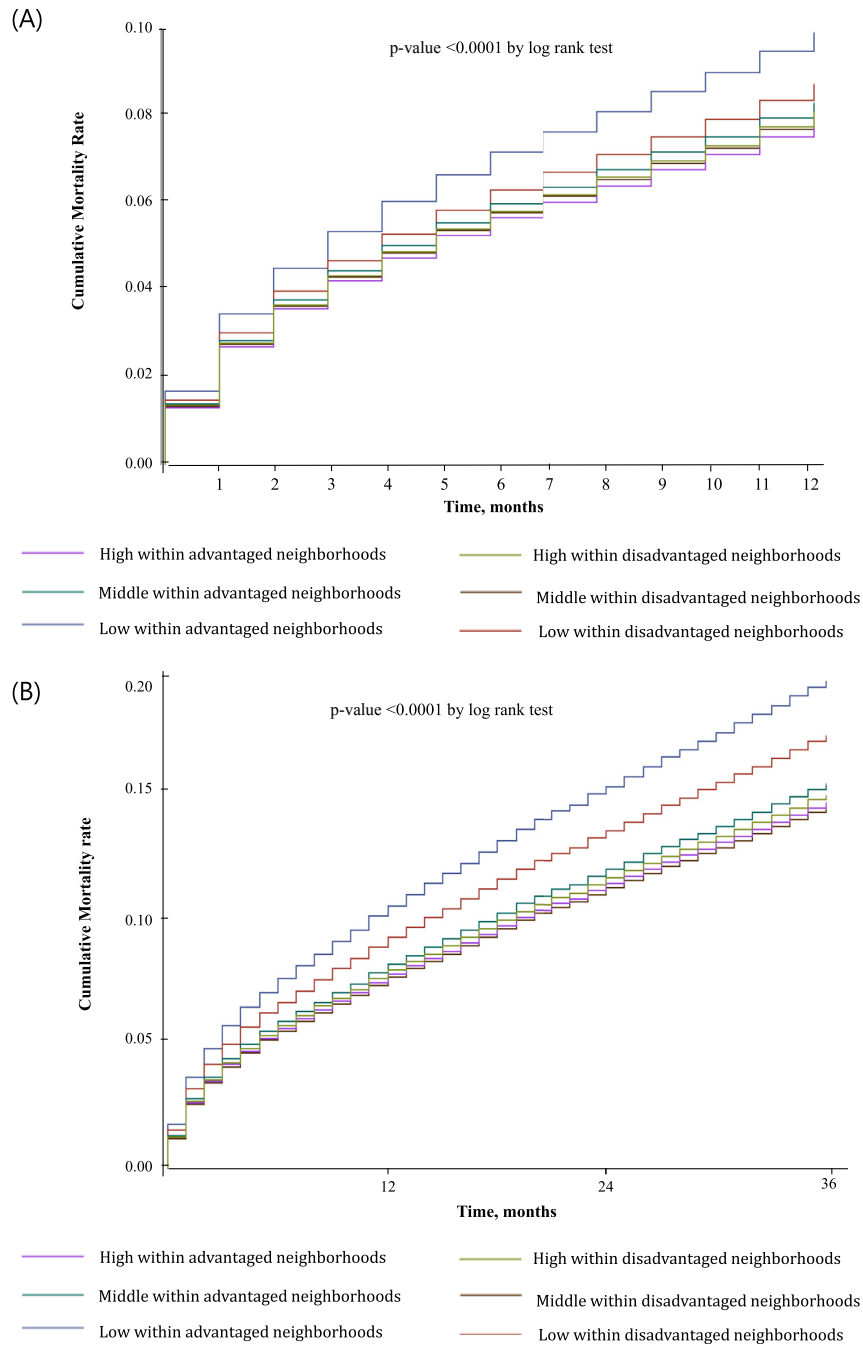 (A)
p-value <0.0001 by log rank test
Cumulative Mortality Rate
0.10
0.08
0.06
0.04
0.02
0.00
1 2 3 4 5 6 7 8 9 10 11 12
Time, months
High within advantaged neighborhoods
High within disadvantaged neighborhoods
Middle within advantaged neighborhoods
Middle within disadvantaged neighborhoods
Low within advantaged neighborhoods
Low within disadvantaged neighborhoods
(B)
p-value <0.0001 by log rank test
Cumulative Mortality rate
0.20
0.15
0.10
0.05
0.00
12 24 36
Time, months
High within advantaged neighborhoods
High within disadvantaged neighborhoods
Middle within advantaged neighborhoods
Middle within disadvantaged neighborhoods
Low within advantaged neighborhoods
Low within disadvantaged neighborhoods